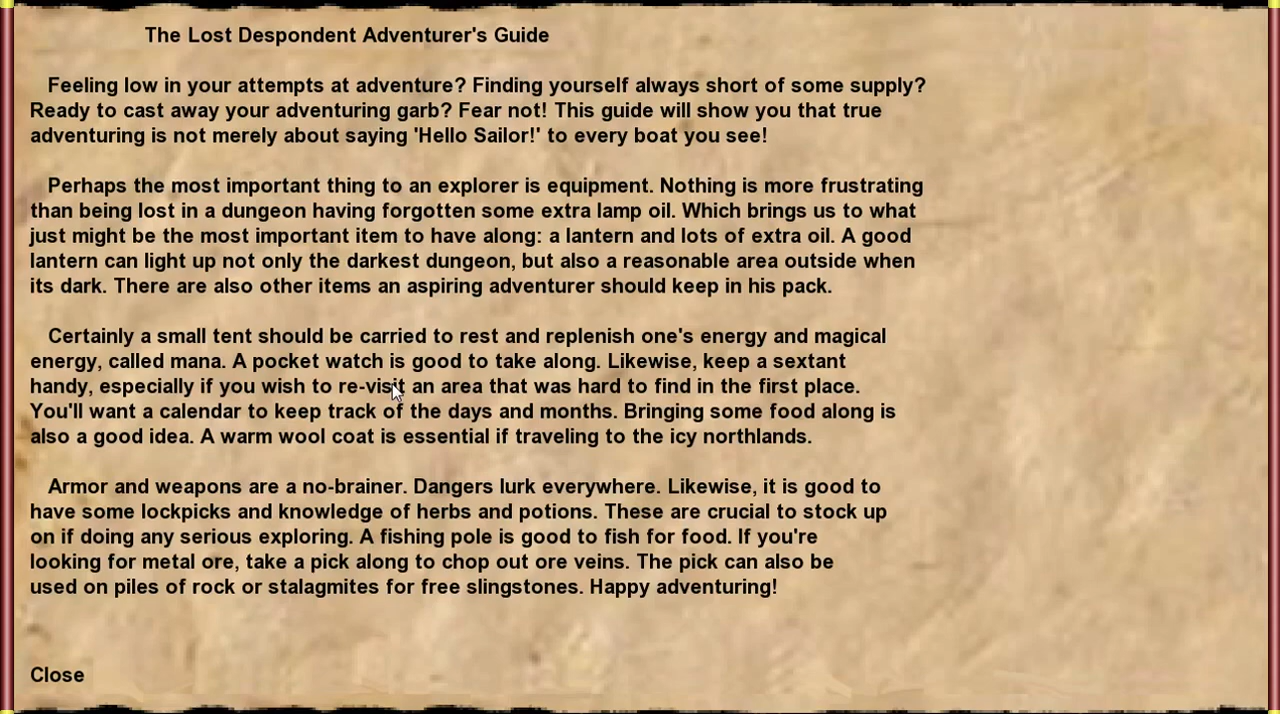 The Lost Despondent Adventurer's Guide
Feeling low in your attempts at adventure? Finding yourself always short of some supply?
Ready to cast away your adventuring garb? Fear not! This guide will show you that true
adventuring is not merely about saying 'Hello Sailor!' to every boat you see!
Perhaps the most important thing to an explorer is equipment. Nothing is more frustrating
than being lost in a dungeon having forgotten some extra lamp oil. Which brings us to what
just might be the most important item to have along: a lantern and lots of extra oil. A good
lantern can light up not only the darkest dungeon, but also a reasonable area outside when
its dark. There are also other items an aspiring adventurer should keep in his pack.
Certainly a small tent should be carried to rest and replenish one's energy and magical
energy, called mana. A pocket watch is good to take along. Likewise, keep a sextant
handy, especially if you wish to re-visit an area that was hard to find in the first place.
You'll want a calendar to keep track of the days and months. Bringing some food along is
also a good idea. A warm wool coat is essential if traveling to the icy northlands.
Armor and weapons are a no-brainer. Dangers lurk everywhere. Likewise, it is good to
have some lockpicks and knowledge of herbs and potions. These are crucial to stock up
on if doing any serious exploring. A fishing pole is good to fish for food. If you're
looking for metal ore, take a pick along to chop out ore veins. The pick can also be
used on piles of rock or stalagmites for free slingstones. Happy adventuring!
Close